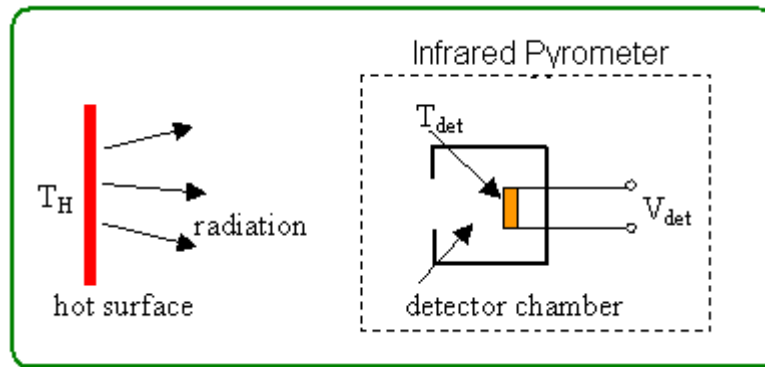 Infrared Pyrometer
T_det
T_H
radiation
V_det
hot surface
detector chamber